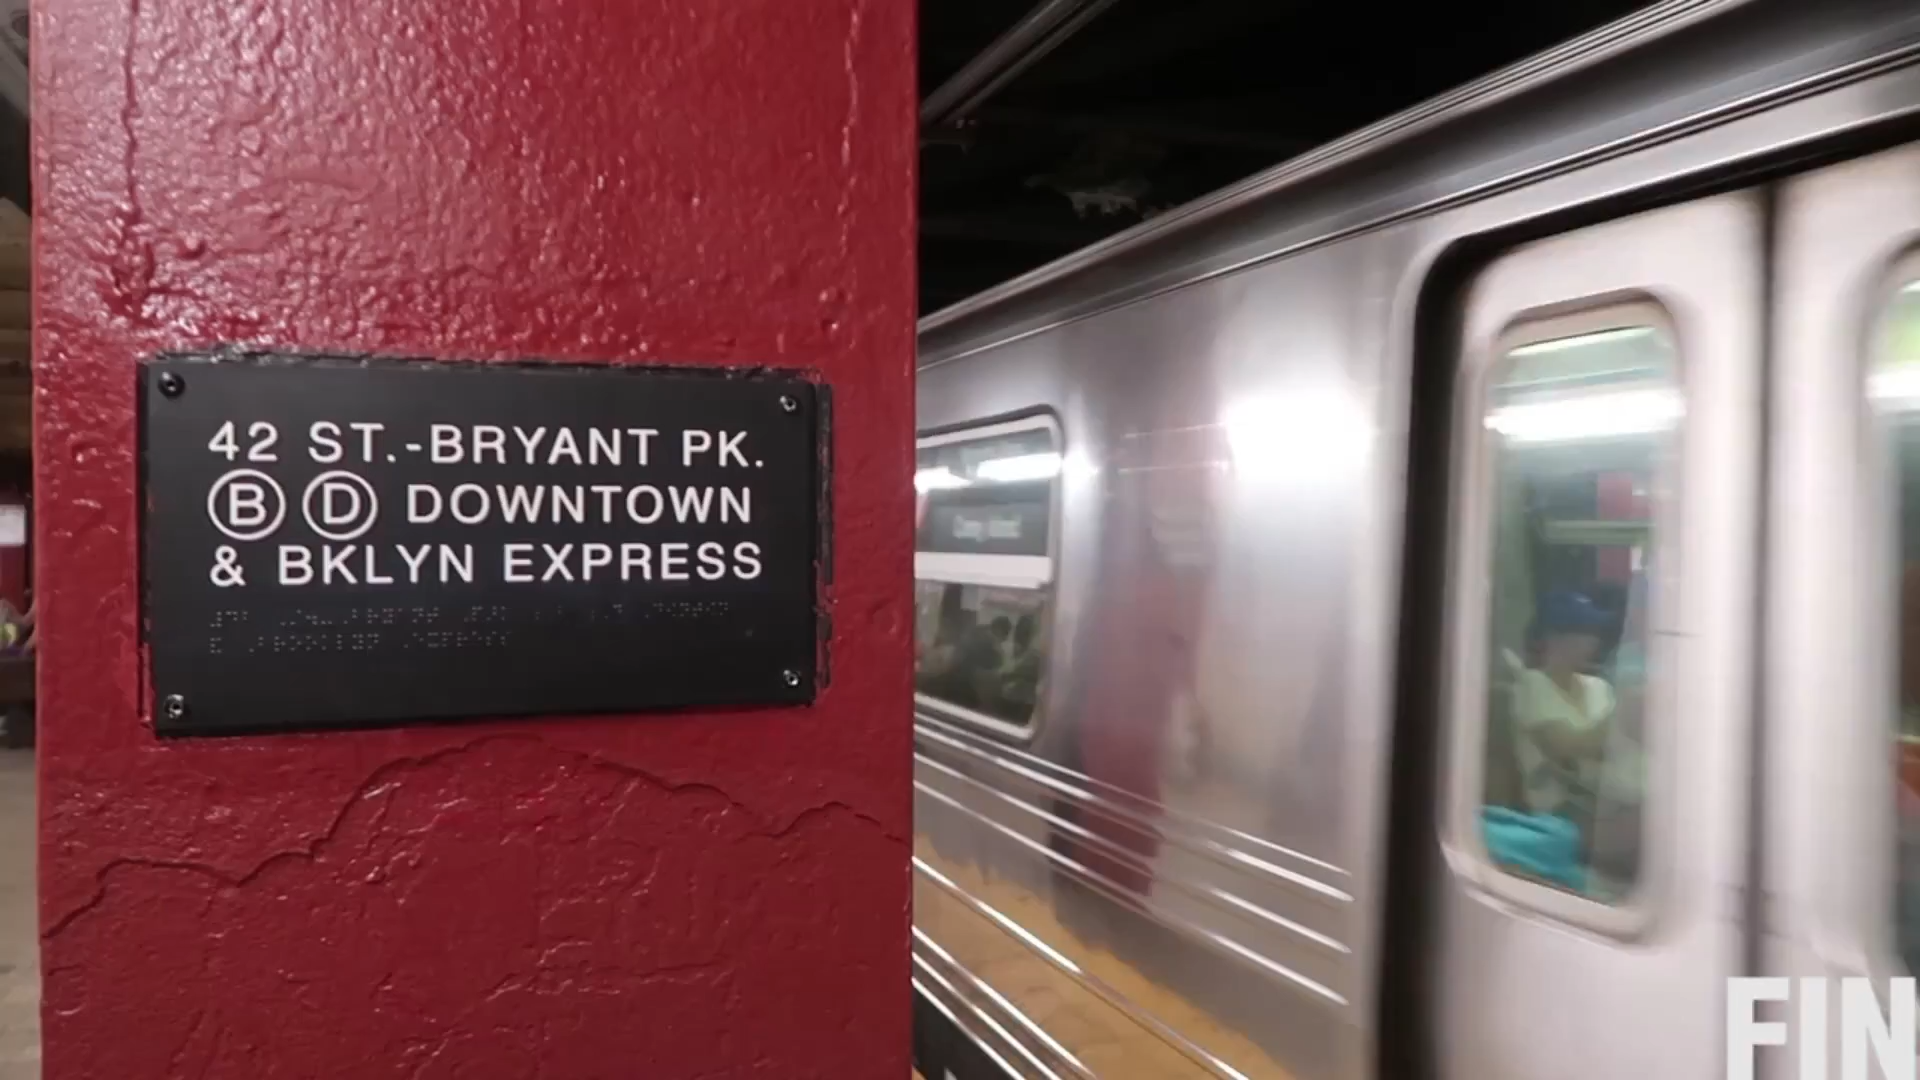 42 ST.-BRYANT PK.
B D DOWNTOWN
& BKLYN EXPRESS
FIN